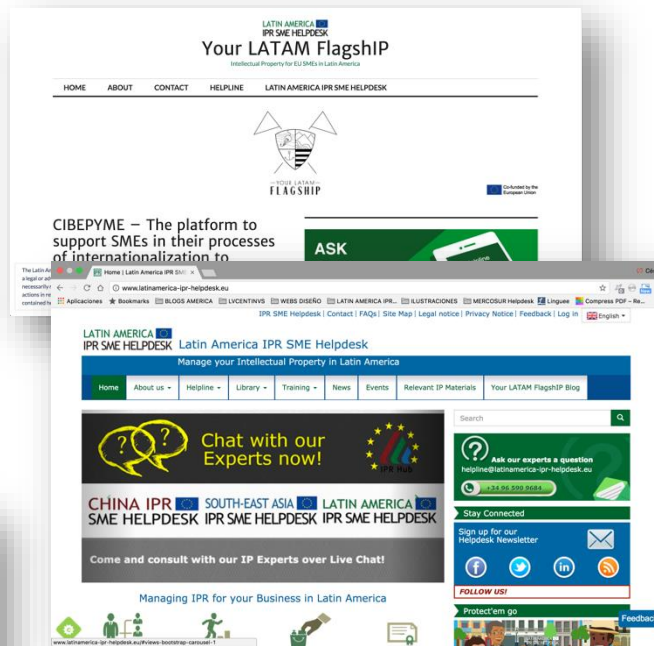 LATIN AMERICA
IPR SME HELPDESK
Your LATAM FlagshIP
Intellectual Property for EU SMEs in Latin America
HOME ABOUT CONTACT HELPLINE LATIN AMERICA IPR SME HELPDESK
—YOUR LATAM—
FLAGSHIP
Co-funded by the
European Union
CIBEPYME – The platform to
support SMEs in their processes
of internationalization to
ASK
The Latin
a legal or
necessarily
actions in
contained
Home | Latin America IPR SME
www.latinamerica-ipr-helpdesk.eu
Aplicaciones Bookmarks BLOGS AMERICA LVCENTINVS WEBS DISEÑO LATIN AMERICA IPR... ILUSTRACIONES MERCOSUR Helpdesk Linguee Compress PDF – Re...
IPR SME Helpdesk | Contact | FAQs | Site Map | Legal notice | Privacy Notice | Feedback | Log in English
LATIN AMERICA
IPR SME HELPDESK Latin America IPR SME Helpdesk
Manage your Intellectual Property in Latin America
Home About us Helpline Library Training News Events Relevant IP Materials Your LATAM FlagshIP Blog
Chat with our
Experts now!
IPR Hub
CHINA IPR SOUTH-EAST ASIA LATIN AMERICA
SME HELPDESK IPR SME HELPDESK IPR SME HELPDESK
Come and consult with our IP Experts over Live Chat!
Managing IPR for your Business in Latin America
www.latinamerica-ipr-helpdesk.eu/#views-bootstrap-carousel-1
Search
Ask our experts a question
helpline@latinamerica-ipr-helpdesk.eu
+34 96 590 9684
Stay Connected
Sign up for our
Helpdesk Newsletter
FOLLOW US!
Protect'em go
Feedbac